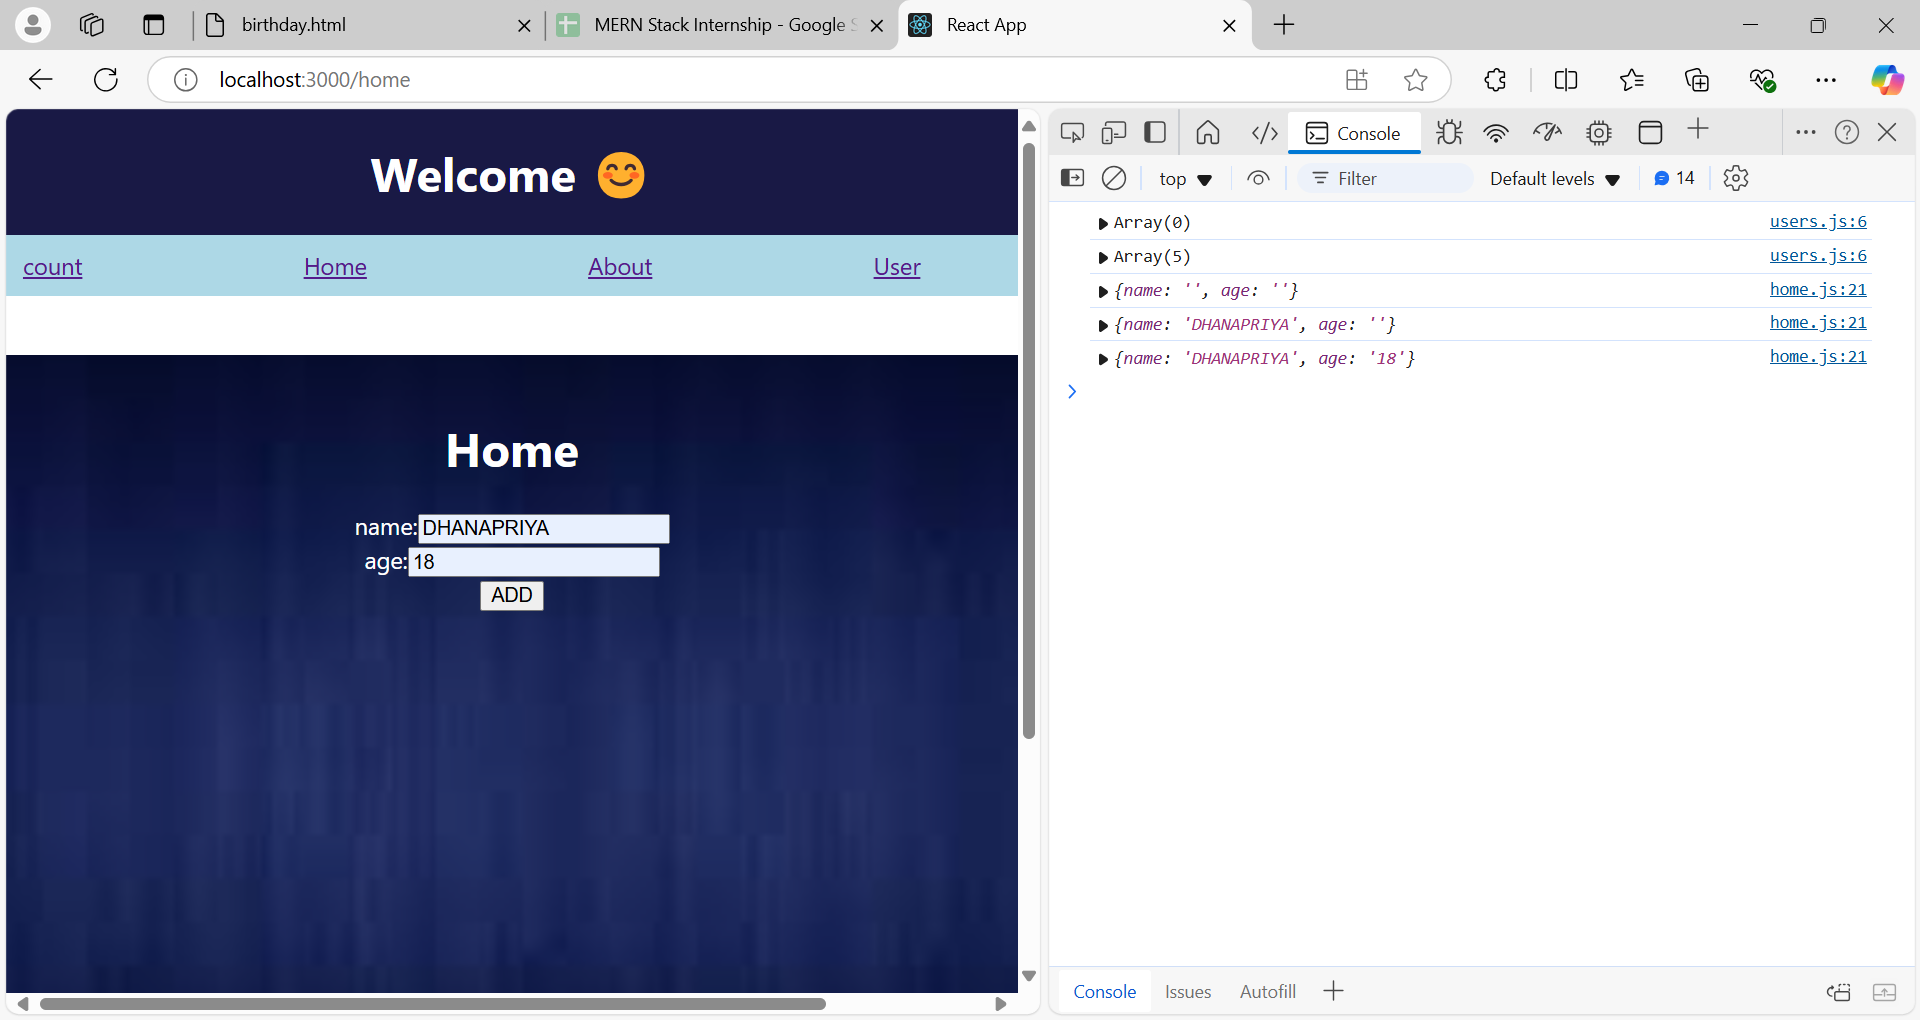 birthday.html
MERN Stack Internship - Google S
React App
localhost:3000/home
Welcome 😊
count Home About User
Home
name:DHANAPRIYA
age:18
ADD
Console
top
Filter
Default levels
14
Array(0) users.js:6
Array(5) users.js:6
{name: '', age: ''} home.js:21
{name: 'DHANAPRIYA', age: ''} home.js:21
{name: 'DHANAPRIYA', age: '18'} home.js:21
Console Issues Autofill